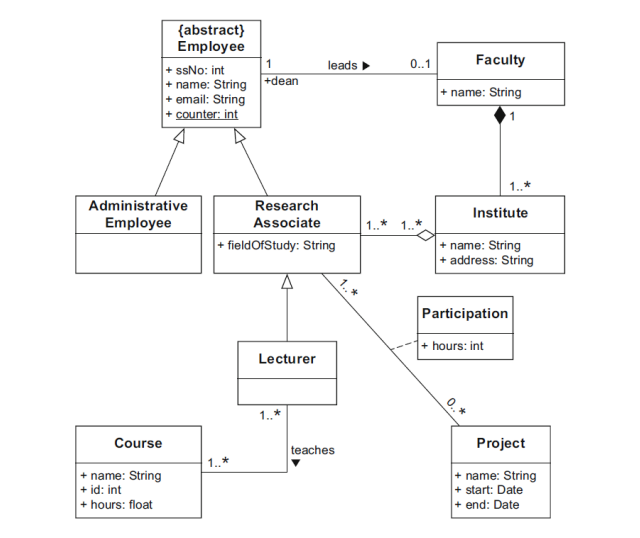 {abstract}
Employee
+ ssNo: int
+ name: String
+ email: String
+ counter: int
1
+dean
leads ▶
0..1
Faculty
+ name: String
1
1..*
Administrative
Employee
Research
Associate
+ fieldOfStudy: String
1..*
1..*
Institute
+ name: String
+ address: String
1..*
Participation
+ hours: int
Lecturer
1..*
0..*
teaches
▼
Course
+ name: String
+ id: int
+ hours: float
1..*
Project
+ name: String
+ start: Date
+ end: Date